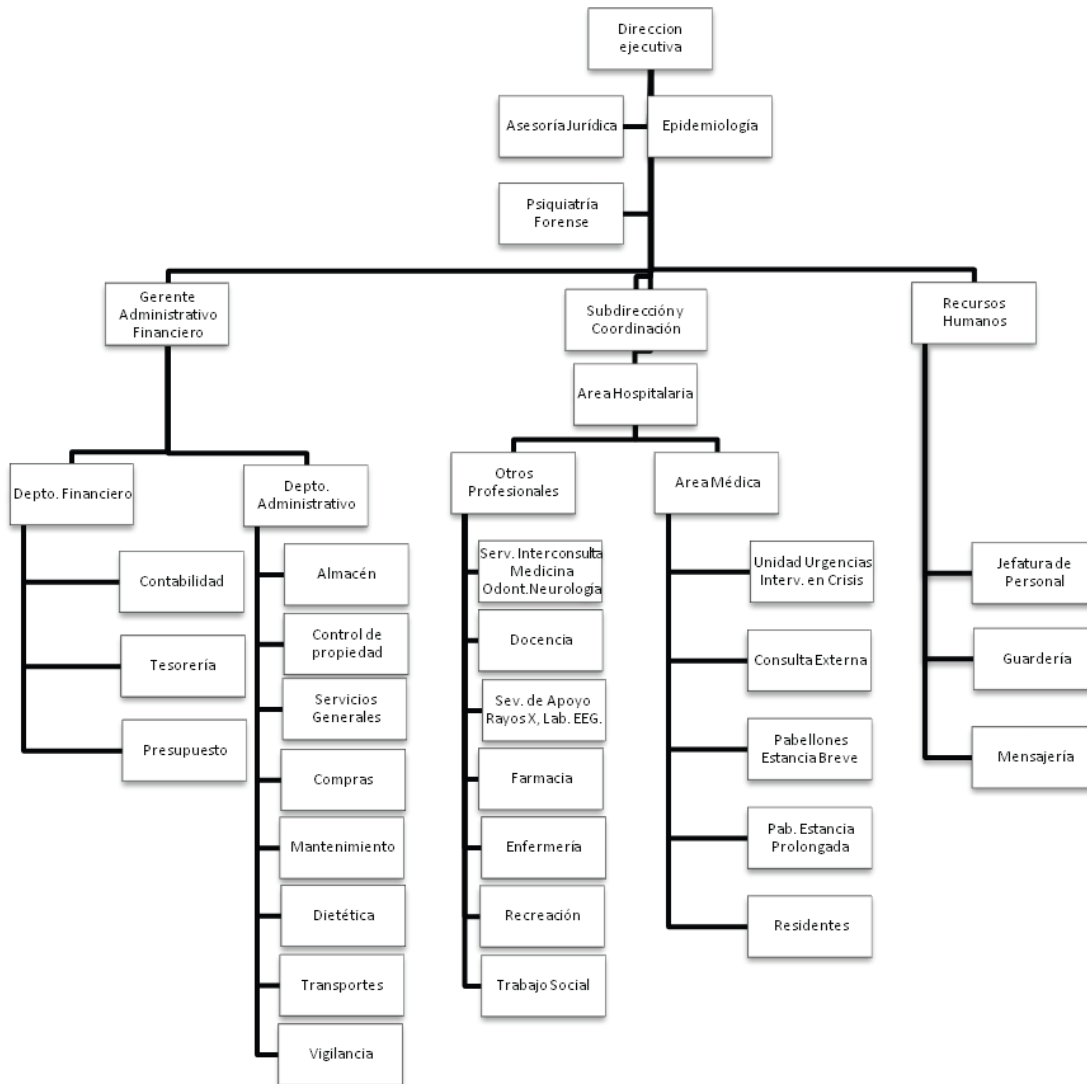 Direccion
ejecutiva
Asesoría Jurídica
Epidemiología
Psiquiatría
Forense
Gerente
Administrativo
Financiero
Subdirección y
Coordinación
Recursos
Humanos
Area Hospitalaria
Depto. Financiero
Depto.
Administrativo
Otros
Profesionales
Area Médica
Contabilidad
Tesorería
Presupuesto
Almacén
Control de
propiedad
Servicios
Generales
Compras
Mantenimiento
Dietética
Transportes
Vigilancia
Serv. Interconsulta
Medicina
Odont.Neurología
Docencia
Sev. de Apoyo
Rayos X, Lab. EEG.
Farmacia
Enfermería
Recreación
Trabajo Social
Unidad Urgencias
Interv. en Crisis
Consulta Externa
Pabellones
Estancia Breve
Pab. Estancia
Prolongada
Residentes
Jefatura de
Personal
Guardería
Mensajería